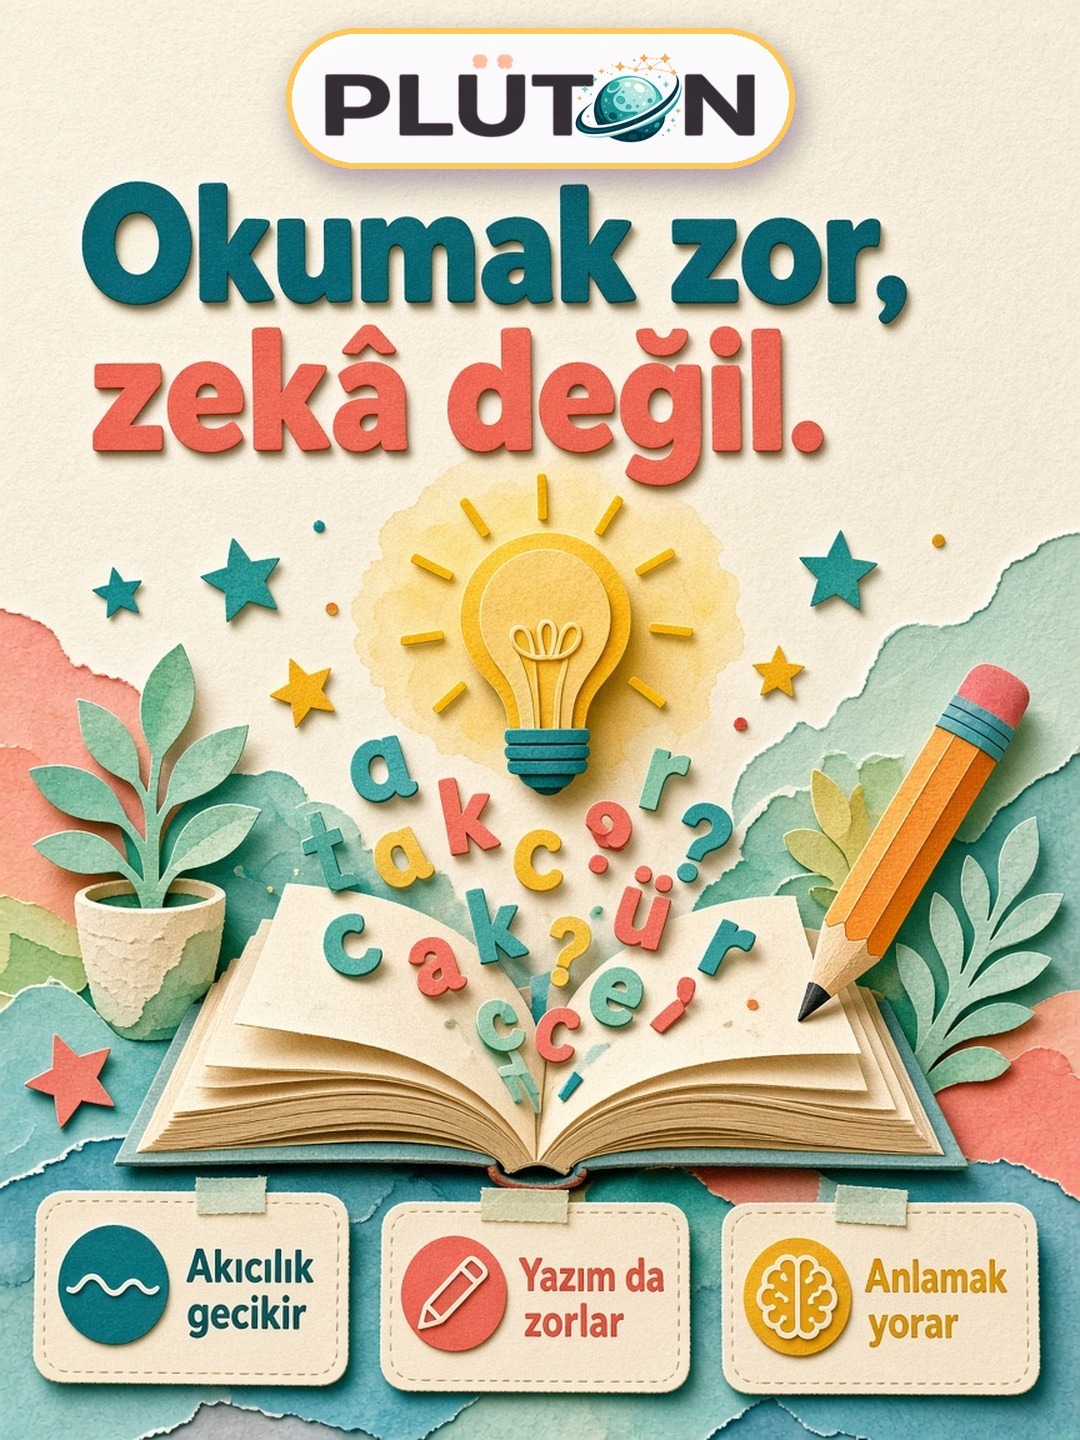 PLÜTON
Okumak zor,
zekâ değil.
a
k
r
t
a
c
?
c
a
k
?
ü
r
c
c
e
Akıcılık
gecikir
Yazım da
zorlar
Anlamak
yorar